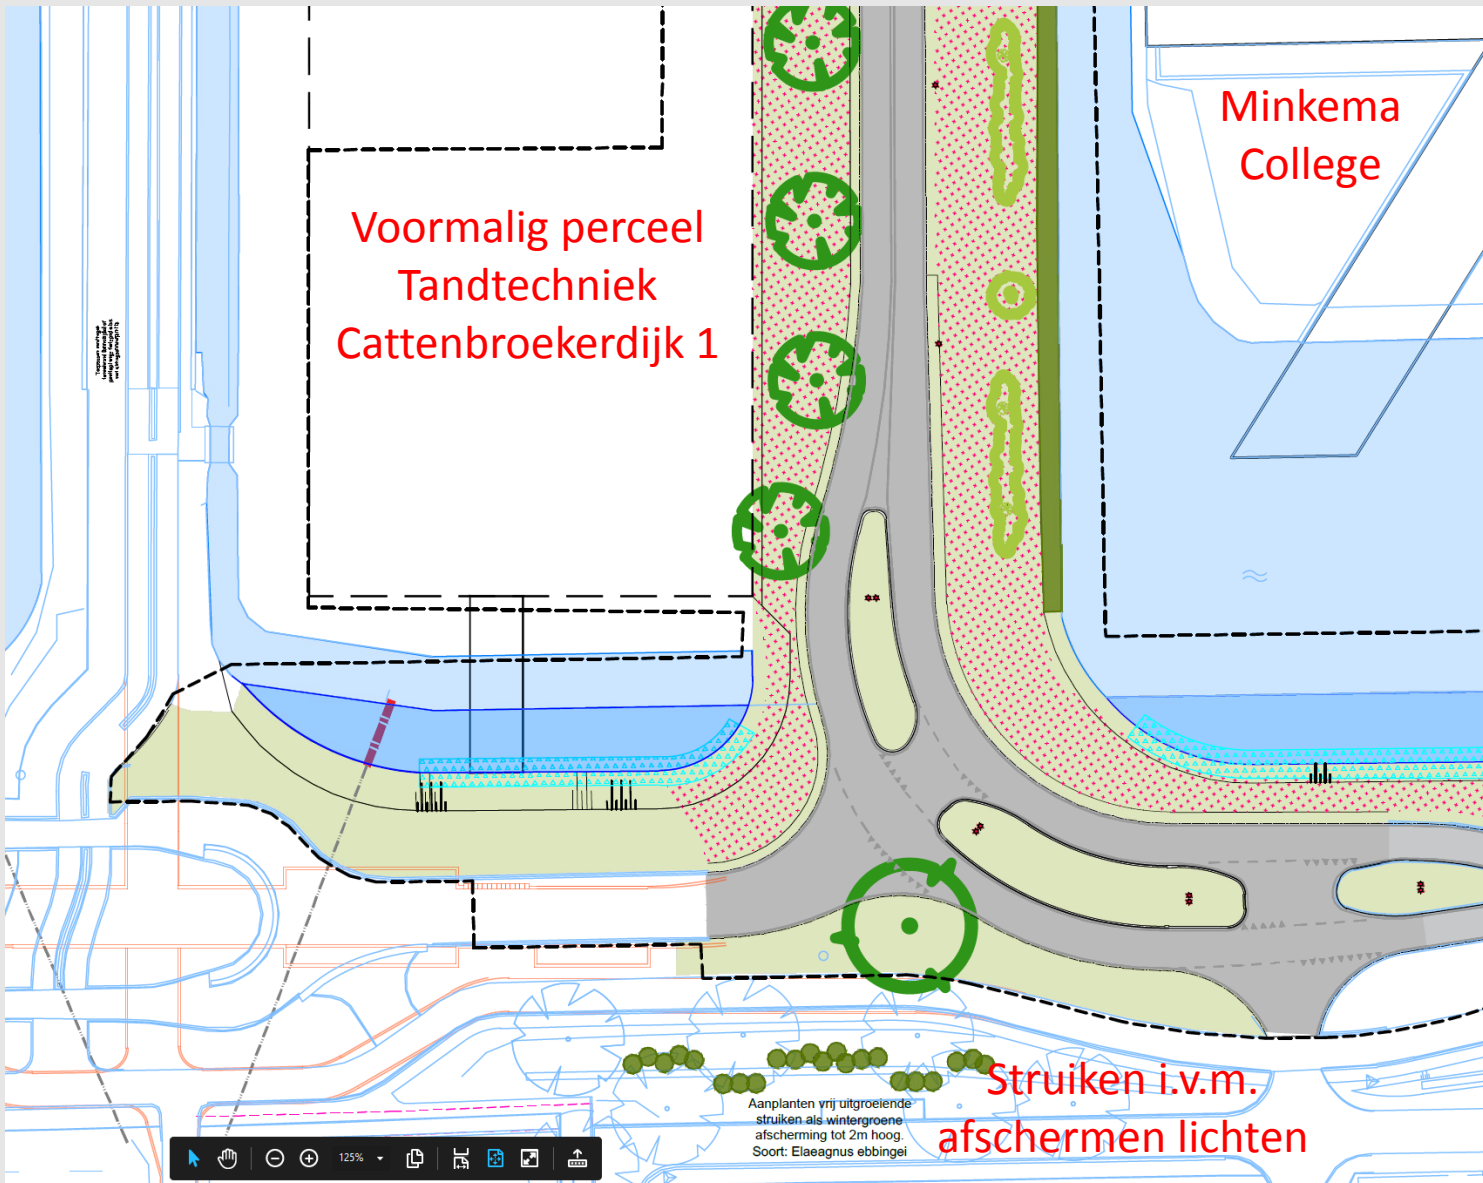 Minkema
College
Voormalig perceel
Tandtechniek
Cattenbroekerdijk 1
Struiken i.v.m.
afschermen lichten
Aanplanten vrij uitgroeiende
struiken als wintergroene
afscherming tot 2m hoog.
Soort: Elaeagnus ebbingei
125%